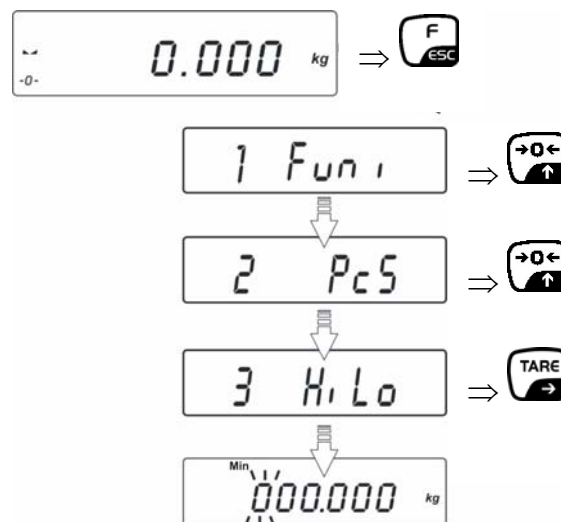 0.000 kg ⇒ F ESC
-0-
1 Funi ⇒ →0← ↑
2 PcS ⇒ →0← ↑
3 HiLo ⇒ TARE →
Min
000.000 kg